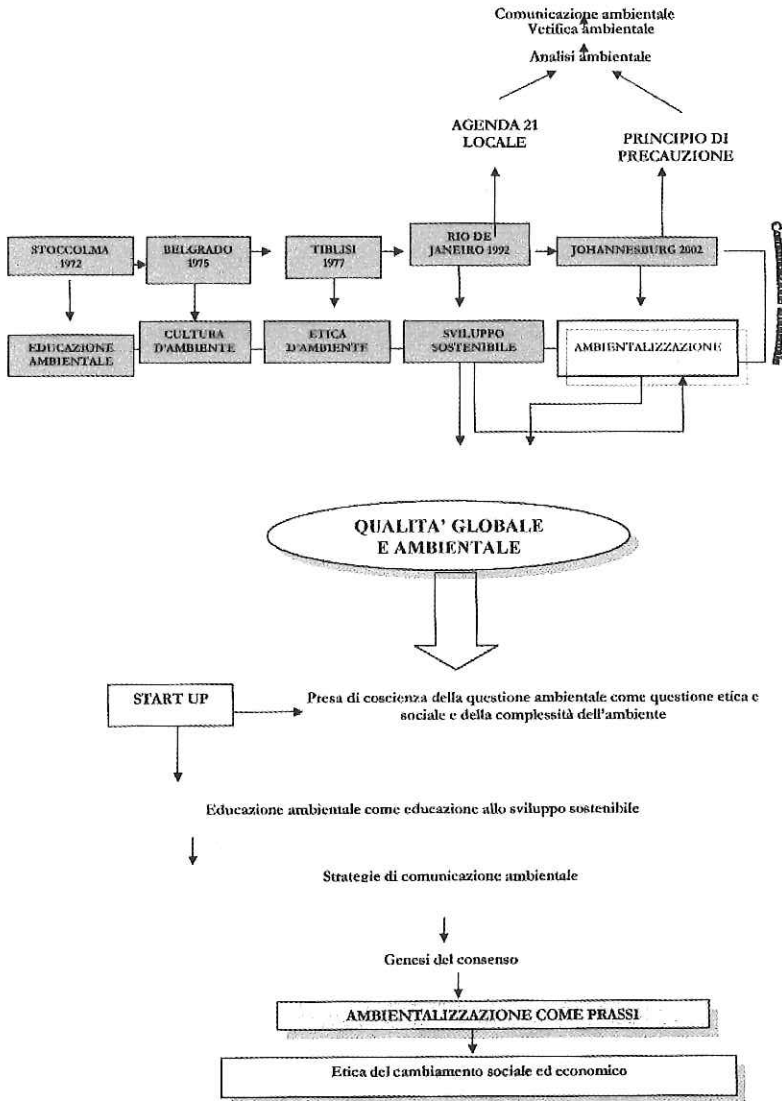 Comunicazione ambientale
Verifica ambientale
Analisi ambientale
AGENDA 21
LOCALE
PRINCIPIO DI
PRECAUZIONE
STOCCOLMA
1972
BELGRADO
1975
TIBLISI
1977
RIO DE
JANEIRO 1992
JOHANNESBURG 2002
EDUCAZIONE
AMBIENTALE
CULTURA
D'AMBIENTE
ETICA
D'AMBIENTE
SVILUPPO
SOSTENIBILE
AMBIENTALIZZAZIONE
QUALITA' GLOBALE
E AMBIENTALE
START UP
Presa di coscienza della questione ambientale come questione etica e
sociale e della complessità dell'ambiente
Educazione ambientale come educazione allo sviluppo sostenibile
Strategie di comunicazione ambientale
Genesi del consenso
AMBIENTALIZZAZIONE COME PRASSI
Etica del cambiamento sociale ed economico